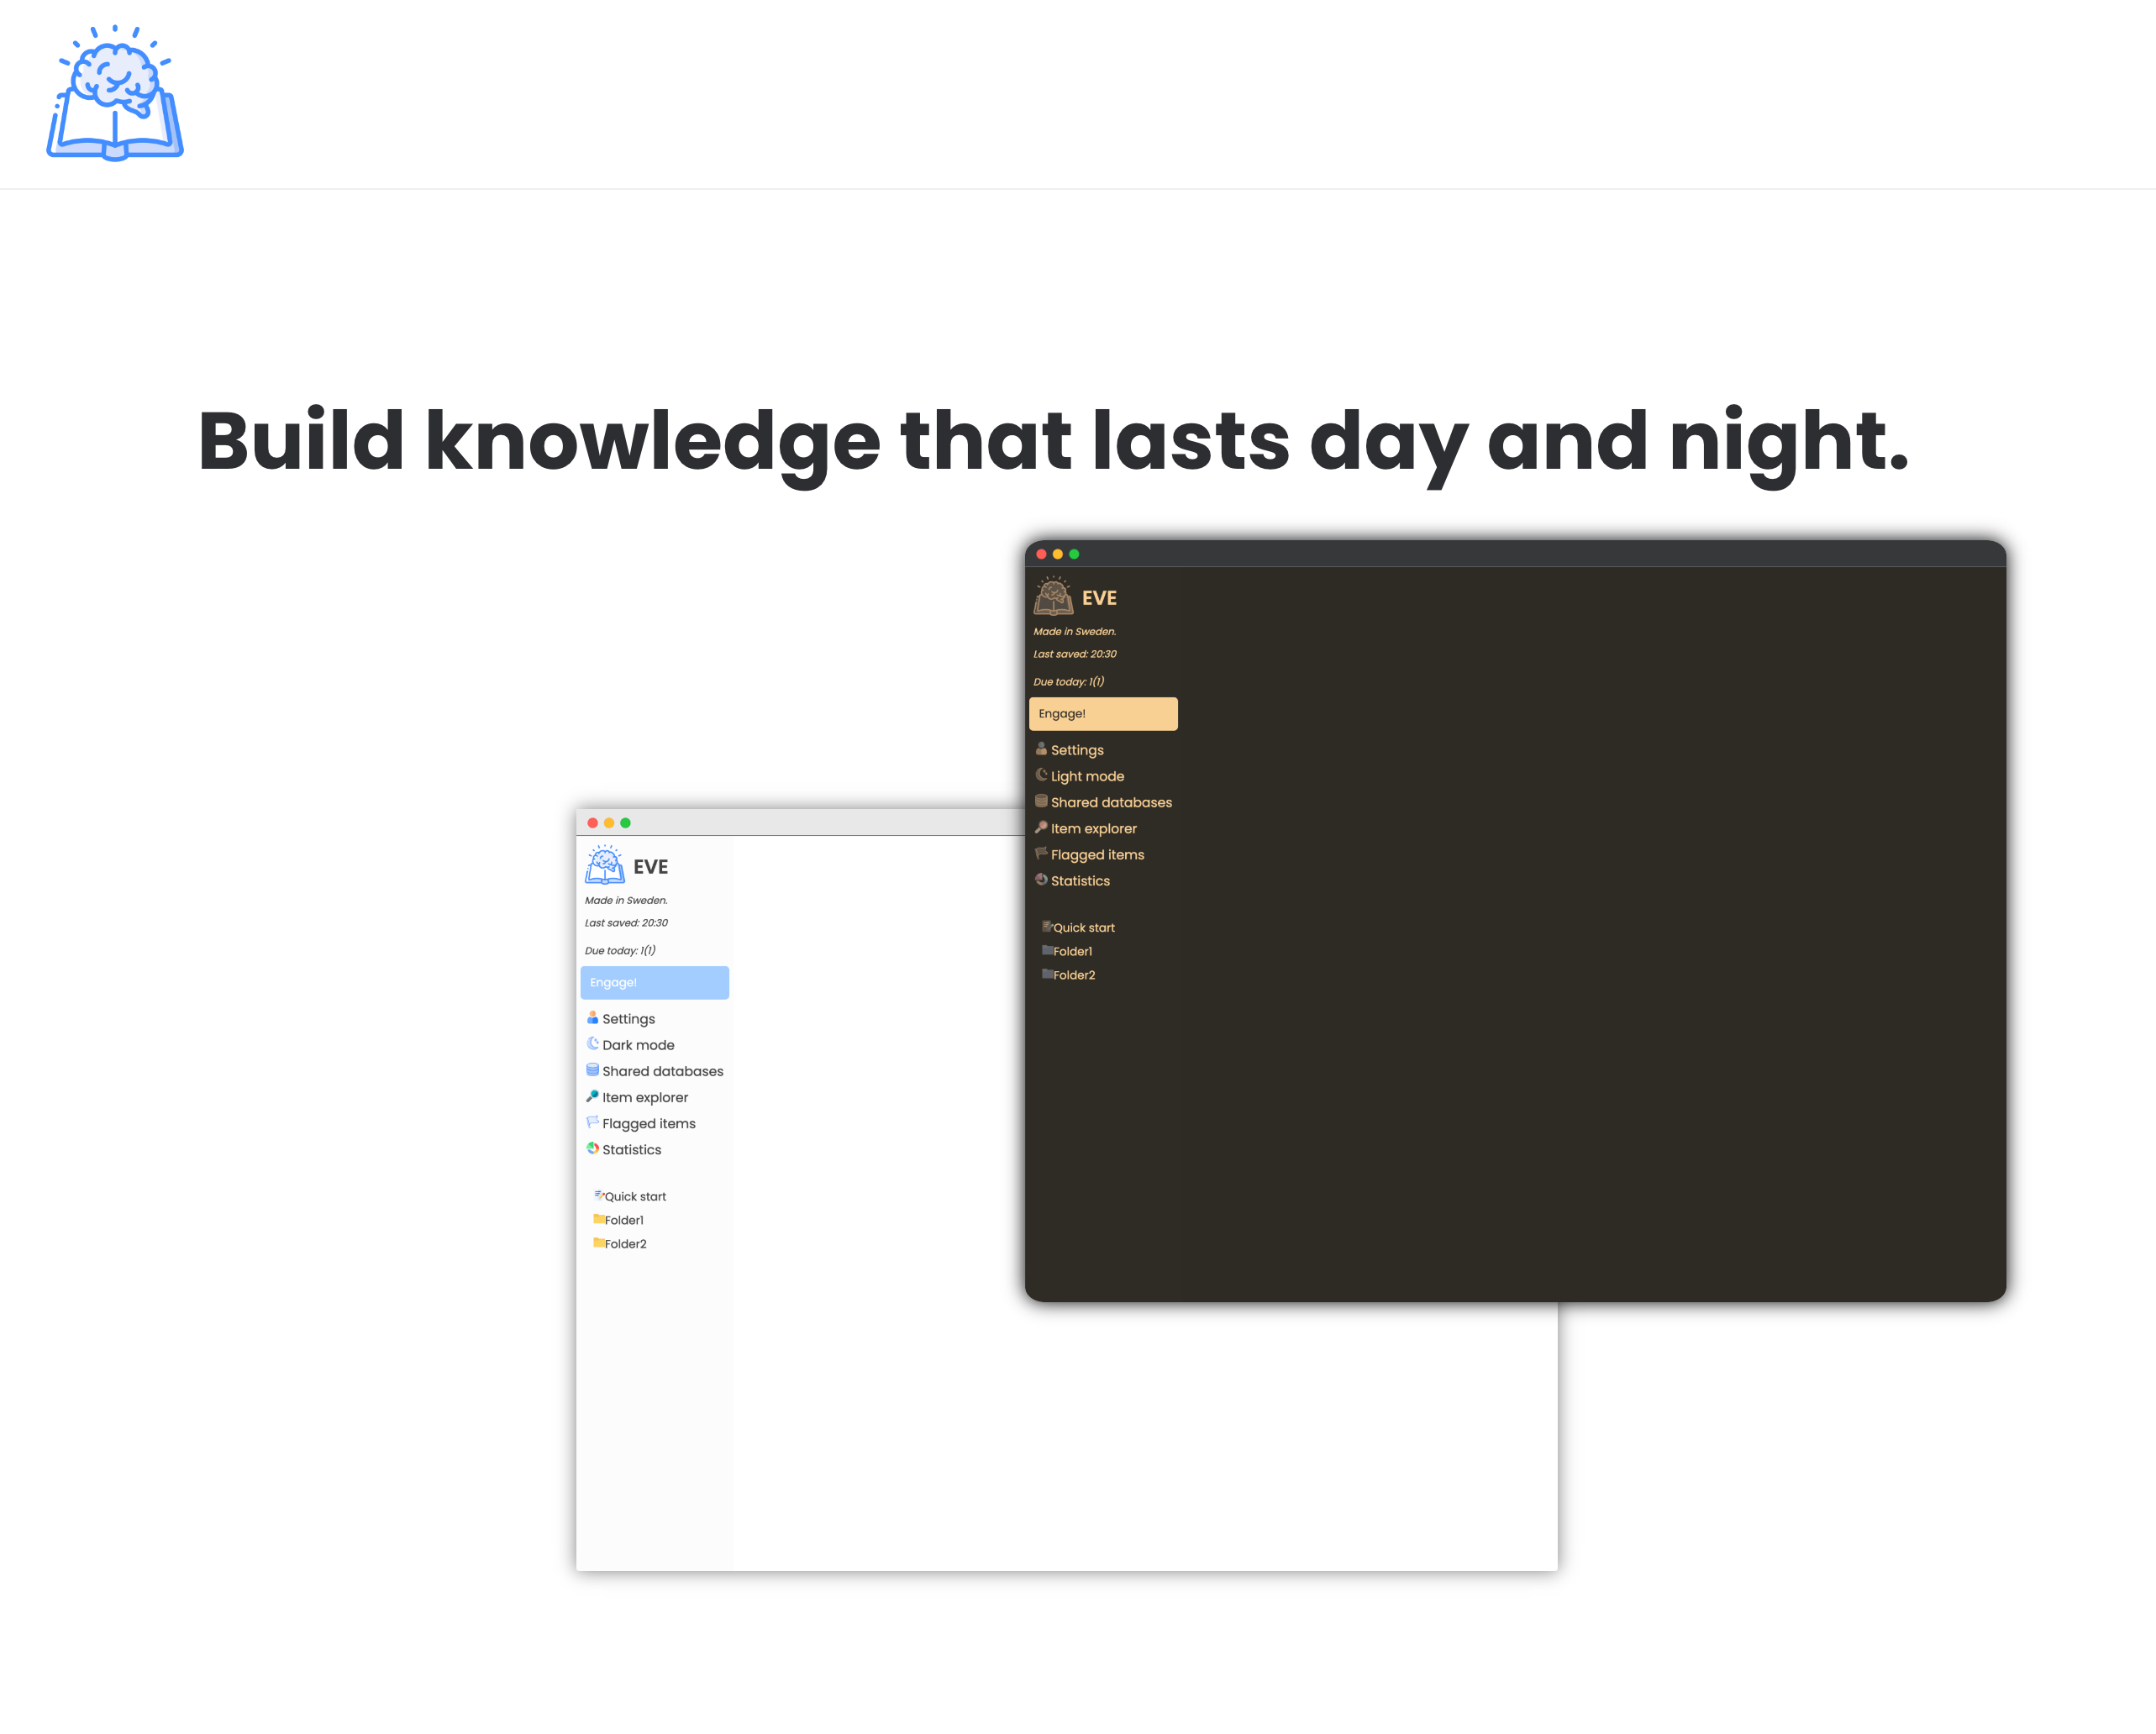 Build knowledge that lasts day and night.
EVE
Made in Sweden.
Last saved: 20:30
Due today: 1(1)
Engage!
Settings
Light mode
Shared databases
Item explorer
Flagged items
Statistics
Quick start
Folder1
Folder2
EVE
Made in Sweden.
Last saved: 20:30
Due today: 1(1)
Engage!
Settings
Dark mode
Shared databases
Item explorer
Flagged items
Statistics
Quick start
Folder1
Folder2